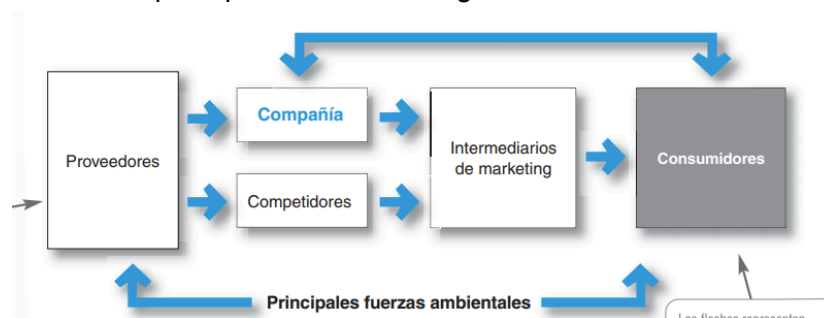 Compañía
Proveedores
Intermediarios
de marketing
Consumidores
Competidores
Principales fuerzas ambientales